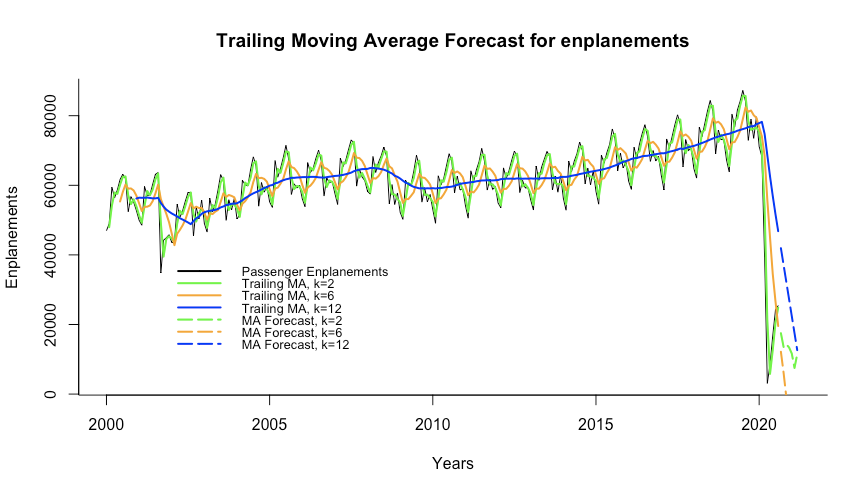 Trailing Moving Average Forecast for enplanements
80000
60000
40000
20000
0
Enplanements
Passenger Enplanements
Trailing MA, k=2
Trailing MA, k=6
Trailing MA, k=12
MA Forecast, k=2
MA Forecast, k=6
MA Forecast, k=12
2000 2005 2010 2015 2020
Years